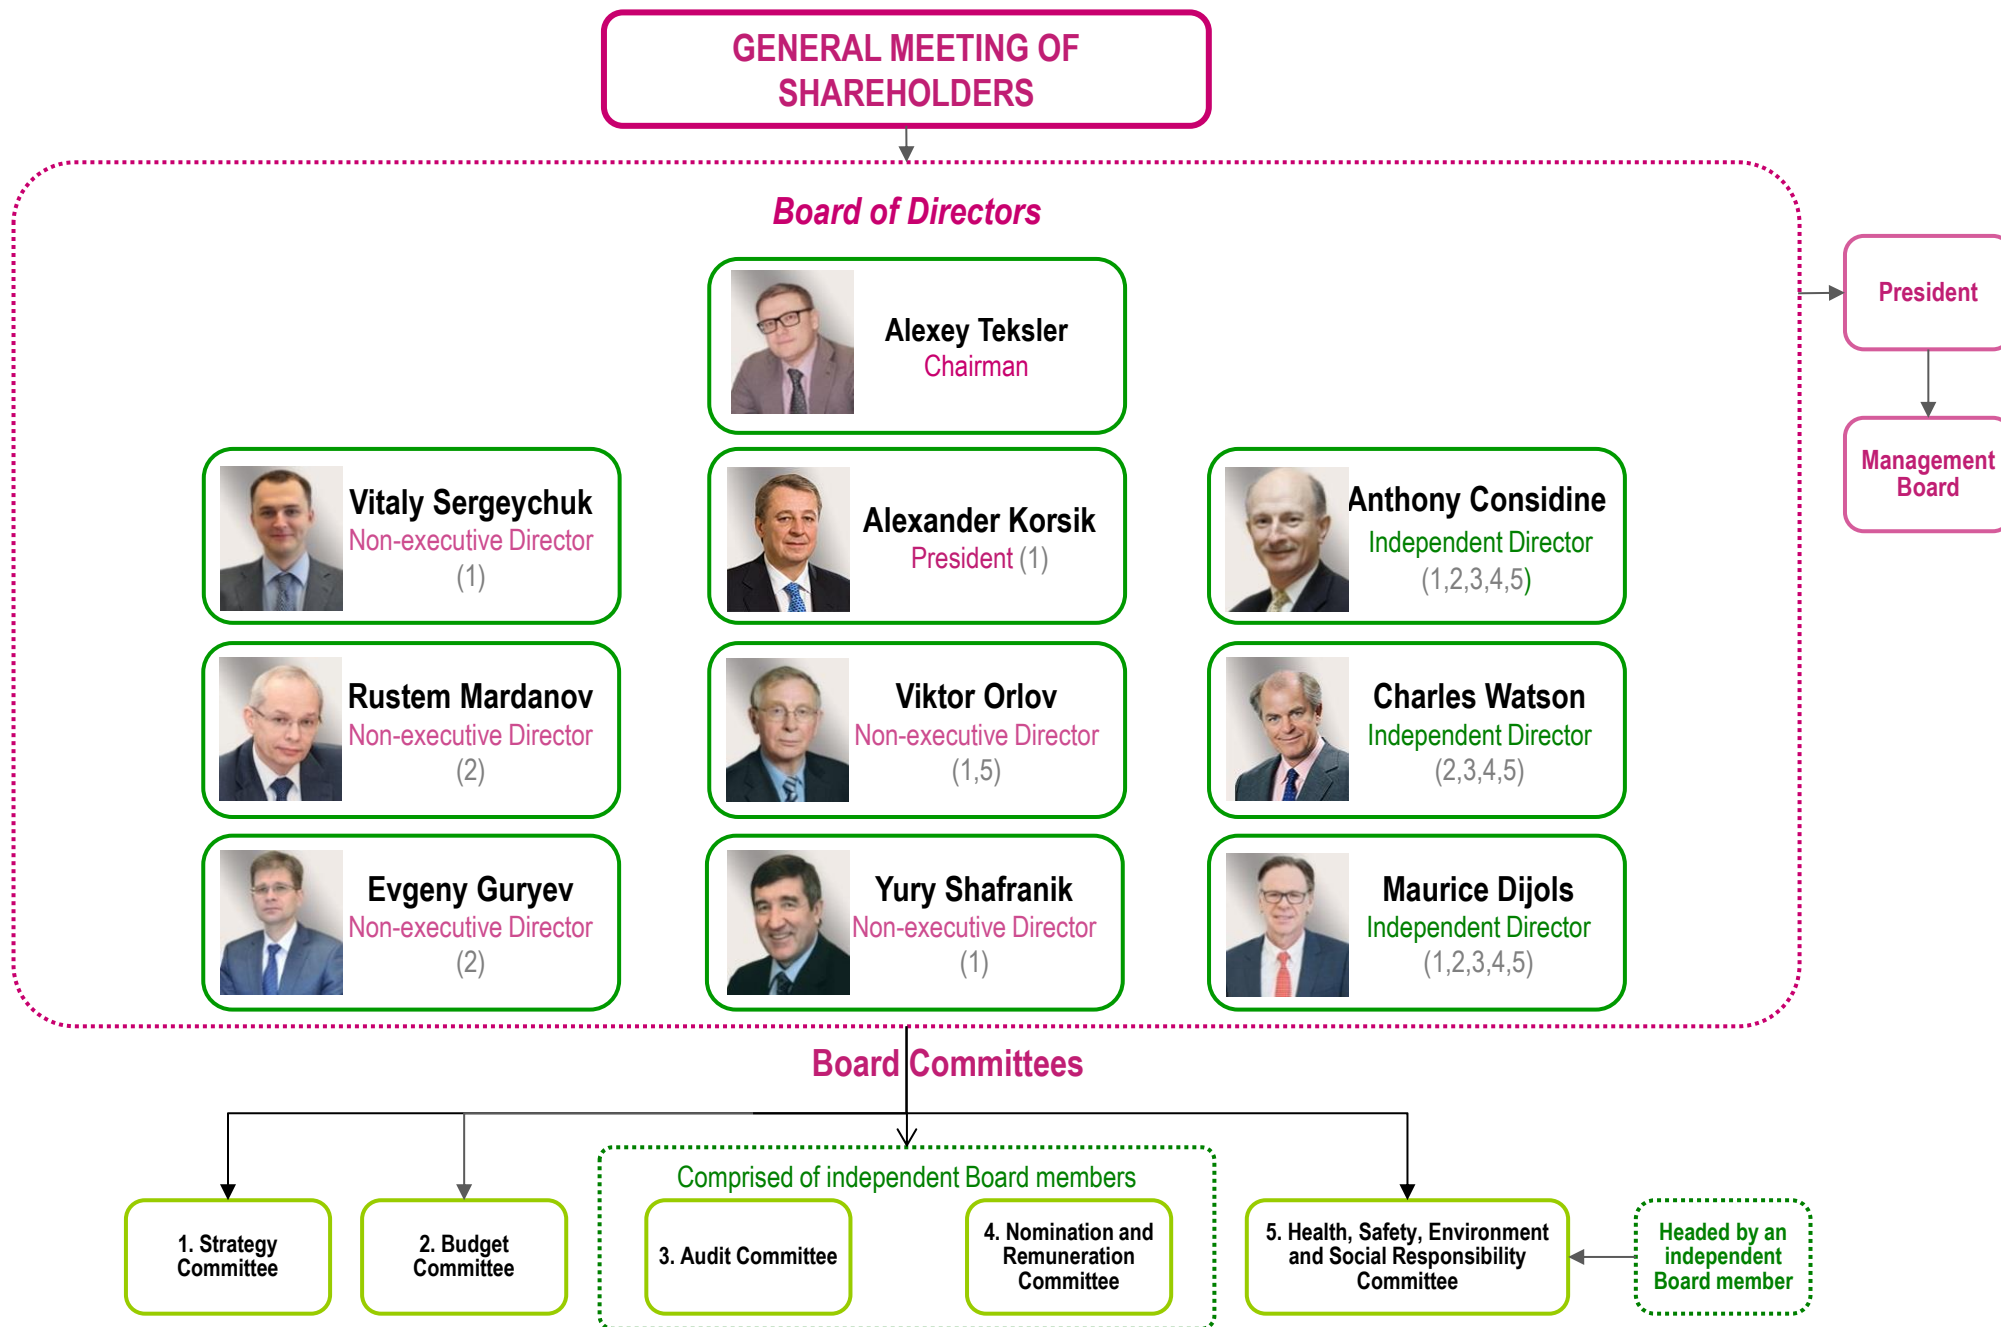 GENERAL MEETING OF
SHAREHOLDERS
Board of Directors
Alexey Teksler
Chairman
President
Management
Board
Vitaly Sergeychuk
Non-executive Director
(1)
Alexander Korsik
President (1)
Anthony Considine
Independent Director
(1,2,3,4,5)
Rustem Mardanov
Non-executive Director
(2)
Viktor Orlov
Non-executive Director
(1,5)
Charles Watson
Independent Director
(2,3,4,5)
Evgeny Guryev
Non-executive Director
(2)
Yury Shafranik
Non-executive Director
(1)
Maurice Dijols
Independent Director
(1,2,3,4,5)
Board Committees
Comprised of independent Board members
1. Strategy
Committee
2. Budget
Committee
3. Audit Committee
4. Nomination and
Remuneration
Committee
5. Health, Safety, Environment
and Social Responsibility
Committee
Headed by an
independent
Board member